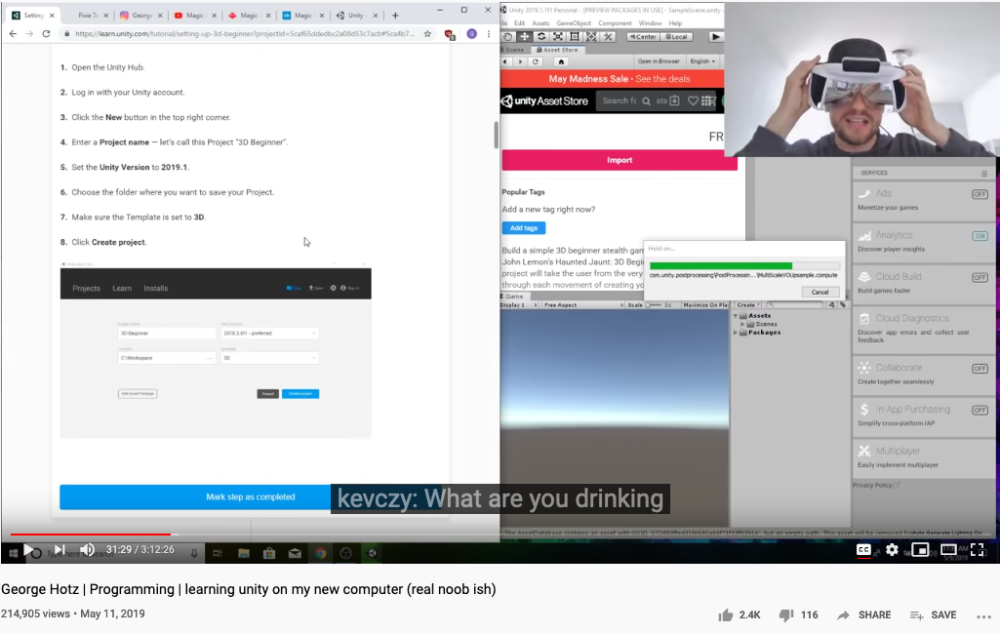 Setting
Pixie To
George
Magic
Magic
Magic
Unity -
https://learn.unity.com/tutorial/setting-up-3d-beginner?projectId=5caf65ddedbc2a08d53c7acb#5ca4b7...
G
1. Open the Unity Hub.
2. Log in with your Unity account.
3. Click the New button in the top right corner.
4. Enter a Project name — let's call this Project "3D Beginner".
5. Set the Unity Version to 2019.1.
6. Choose the folder where you want to save your Project.
7. Make sure the Template is set to 3D.
8. Click Create project.
Projects Learn Installs
Sign in
3D-Beginner
2018.3.6f1 - preferred
C:\Workspace
3D
Add Asset Package
Cancel
Create project
Mark step as completed
Unity 2019.1.1f1 Personal - [PREVIEW PACKAGES IN USE] - SampleScene.unity -
File Edit Assets GameObject Component Window Help
Center Local
Scene Asset Store
Open in Browser English
May Madness Sale • See the deals
unity Asset Store
Search fo
FR
Import
Popular Tags
Add a new tag right now?
Add tags
Build a simple 3D beginner stealth gam
John Lemon's Haunted Jaunt: 3D Begi
project will take the user from the very
through each movement of creating yo
Hold on...
com.unity.postprocessing\PostProcessin...\MultiScaleVOUpsample.compute
Cancel
Game
Display 1 Free Aspect Scale 1x Maximize On Play
Create
Assets
Scenes
Packages
SERVICES
Ads
OFF
Monetize your games
Analytics
ON
Discover player insights
Cloud Build
OFF
Build games faster
Cloud Diagnostics
Discover app errors and collect user
feedback
Collaborate
OFF
Create together seamlessly
In-App Purchasing
OFF
Simplify cross-platform IAP
Multiplayer
Easily implement multiplayer
Privacy Policy
kevczy: What are you drinking
Auto Generate Lighting On
31:29 / 3:12:26
Type here to search
CC
George Hotz | Programming | learning unity on my new computer (real noob ish)
214,905 views • May 11, 2019
2.4K
116
SHARE
SAVE